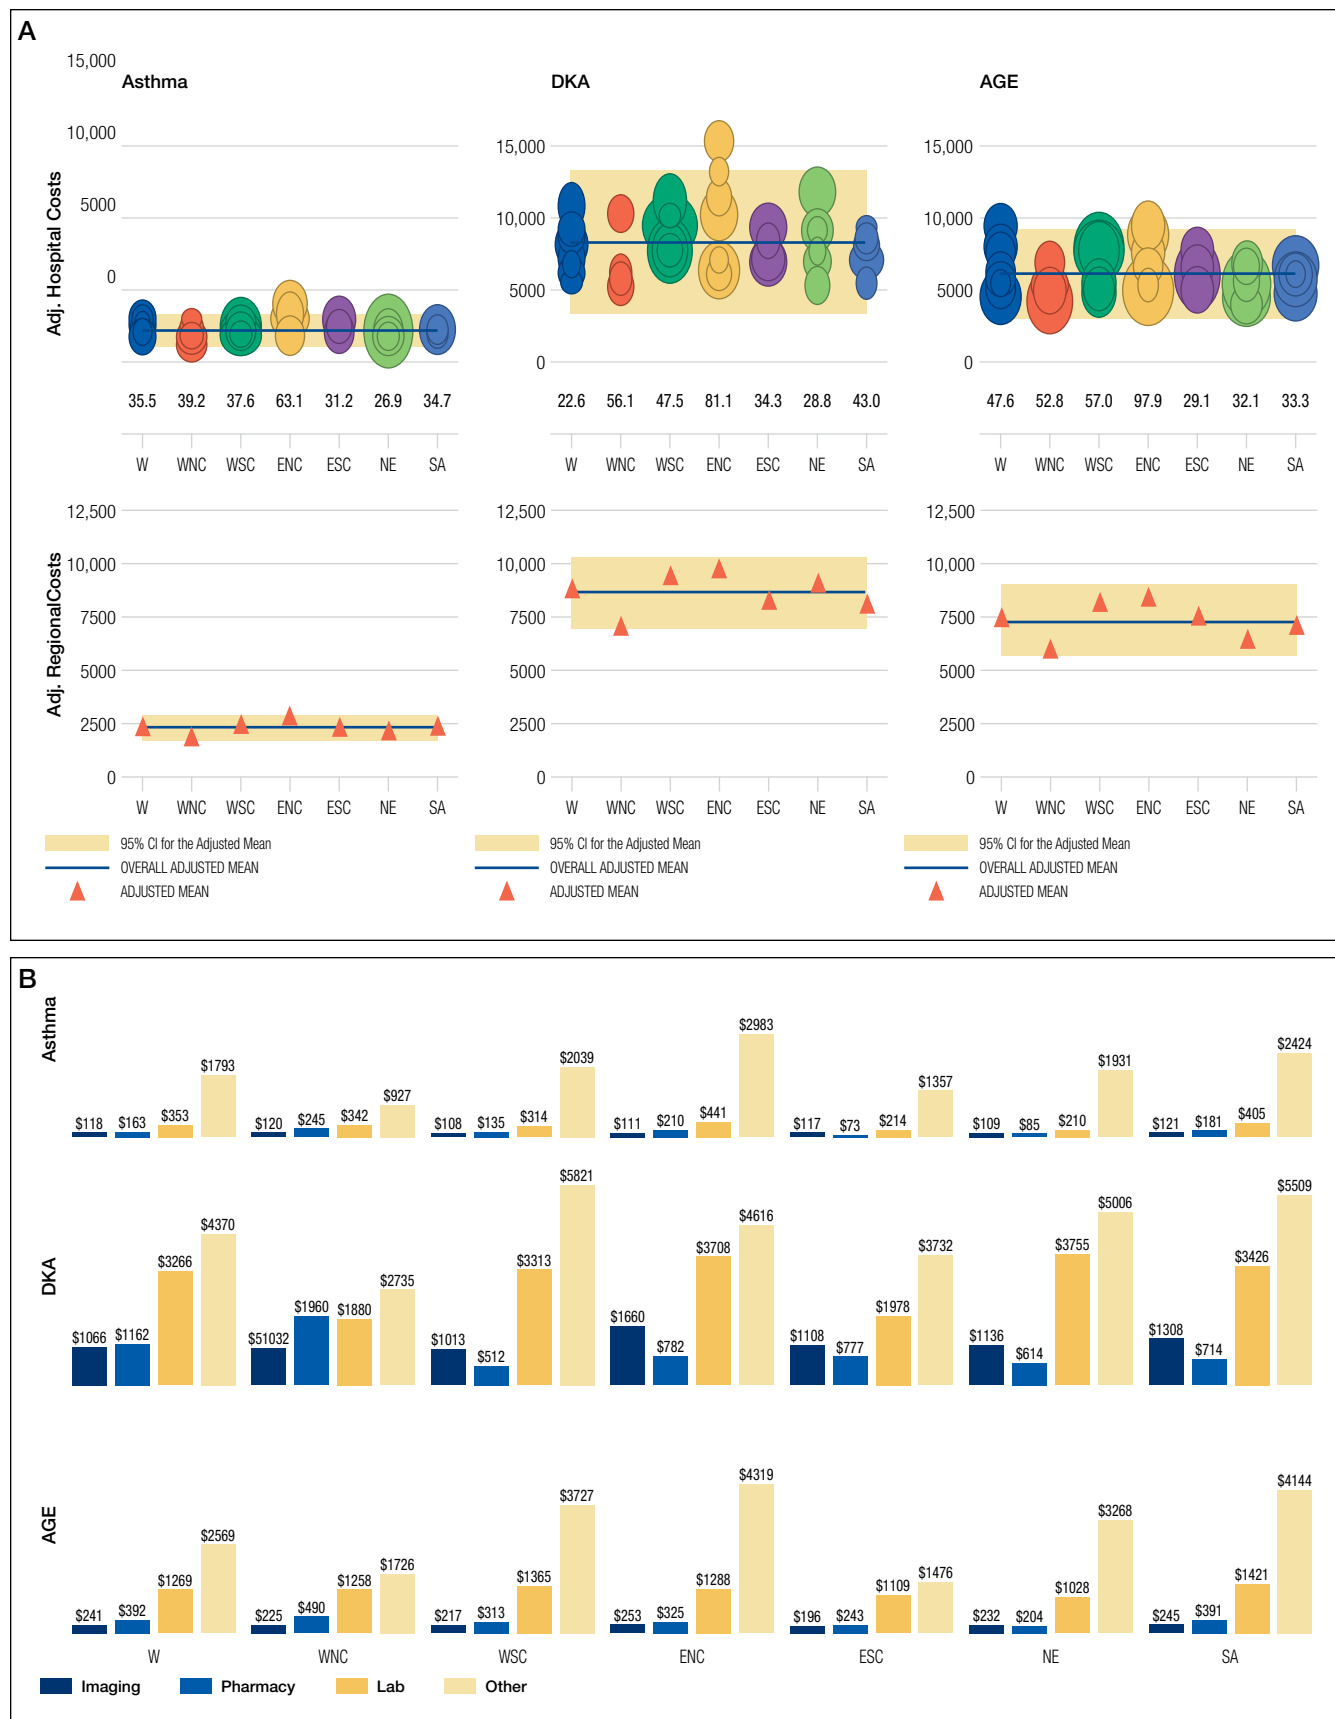 A
Asthma
DKA
AGE
Adj. Hospital Costs
15,000
10,000
5000
0
15,000
10,000
5000
0
15,000
10,000
5000
0
35.5 39.2 37.6 63.1 31.2 26.9 34.7
22.6 56.1 47.5 81.1 34.3 28.8 43.0
47.6 52.8 57.0 97.9 29.1 32.1 33.3
W WNC WSC ENC ESC NE SA
W WNC WSC ENC ESC NE SA
W WNC WSC ENC ESC NE SA
Adj. RegionalCosts
12,500
10,000
7500
5000
2500
0
12,500
10,000
7500
5000
2500
0
12,500
10,000
7500
5000
2500
0
W WNC WSC ENC ESC NE SA
W WNC WSC ENC ESC NE SA
W WNC WSC ENC ESC NE SA
95% CI for the Adjusted Mean
OVERALL ADJUSTED MEAN
ADJUSTED MEAN
95% CI for the Adjusted Mean
OVERALL ADJUSTED MEAN
ADJUSTED MEAN
95% CI for the Adjusted Mean
OVERALL ADJUSTED MEAN
ADJUSTED MEAN
B
Asthma
$118 $163 $353 $1793
$120 $245 $342 $927
$108 $135 $314 $2039
$111 $210 $441 $2983
$117 $73 $214 $1357
$109 $85 $210 $1931
$121 $181 $405 $2424
DKA
$1066 $1162 $3266 $4370
$51032 $1960 $1880 $2735
$1013 $512 $3313 $5821
$1660 $782 $3708 $4616
$1108 $777 $1978 $3732
$1136 $614 $3755 $5006
$1308 $714 $3426 $5509
AGE
$241 $392 $1269 $2569
$225 $490 $1258 $1726
$217 $313 $1365 $3727
$253 $325 $1288 $4319
$196 $243 $1109 $1476
$232 $204 $1028 $3268
$245 $391 $1421 $4144
W WNC WSC ENC ESC NE SA
Imaging Pharmacy Lab Other